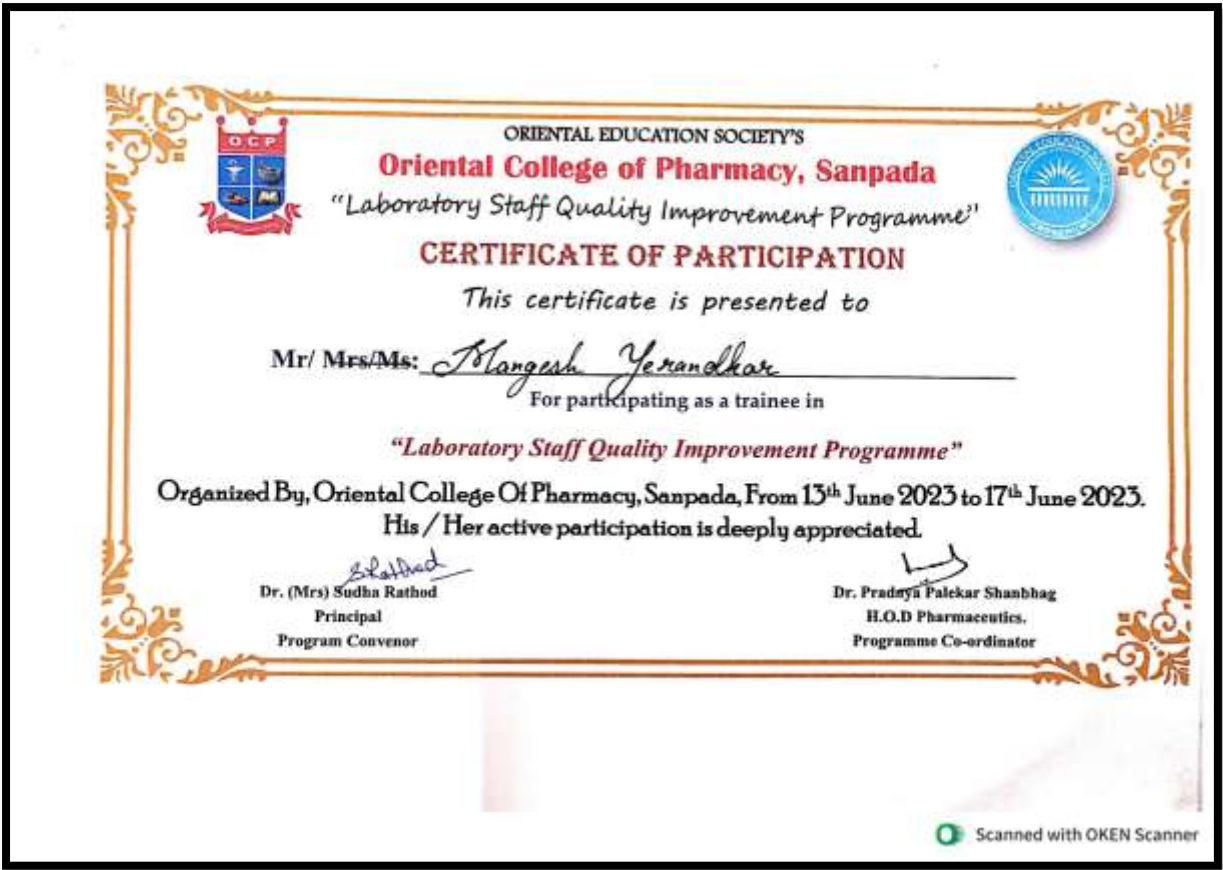 ORIENTAL EDUCATION SOCIETY'S
OCP
Oriental College of Pharmacy, Sanpada
"Laboratory Staff Quality Improvement Programme"
CERTIFICATE OF PARTICIPATION
This certificate is presented to
Mr/ Mrs/Ms: Mangesh Yerandkar
For participating as a trainee in
"Laboratory Staff Quality Improvement Programme"
Organized By, Oriental College Of Pharmacy, Sanpada, From 13th June 2023 to 17th June 2023.
His / Her active participation is deeply appreciated.
SRathod
Dr. (Mrs) Sudha Rathod
Principal
Program Convenor
Dr. Pradnya Palekar Shanbhag
H.O.D Pharmaceutics.
Programme Co-ordinator
Scanned with OKEN Scanner